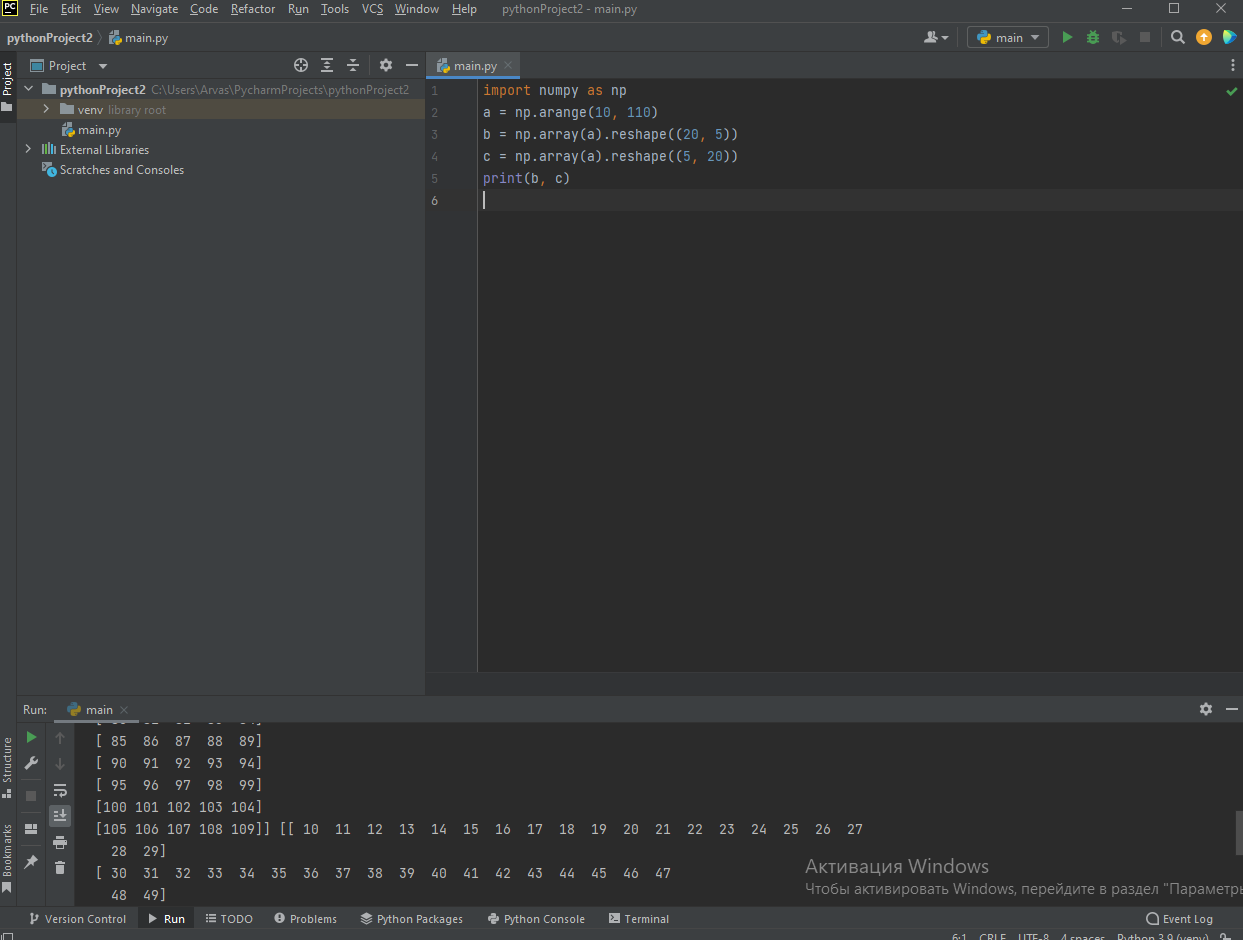 PC File Edit View Navigate Code Refactor Run Tools VCS Window Help pythonProject2 - main.py
pythonProject2 main.py main
Project Project main.py
pythonProject2 C:\Users\Arvas\PycharmProjects\pythonProject2
venv library root
main.py
External Libraries
Scratches and Consoles
1 import numpy as np
2 a = np.arange(10, 110)
3 b = np.array(a).reshape((20, 5))
4 c = np.array(a).reshape((5, 20))
5 print(b, c)
6
Run: main
[ 85 86 87 88 89]
[ 90 91 92 93 94]
[ 95 96 97 98 99]
[100 101 102 103 104]
[105 106 107 108 109]] [[ 10 11 12 13 14 15 16 17 18 19 20 21 22 23 24 25 26 27
28 29]
[ 30 31 32 33 34 35 36 37 38 39 40 41 42 43 44 45 46 47
48 49]
Structure
Bookmarks
Активация Windows
Чтобы активировать Windows, перейдите в раздел "Параметры
Version Control Run TODO Problems Python Packages Python Console Terminal Event Log
6:1 CRLF UTF-8 4 spaces Python 3.9 (venv)